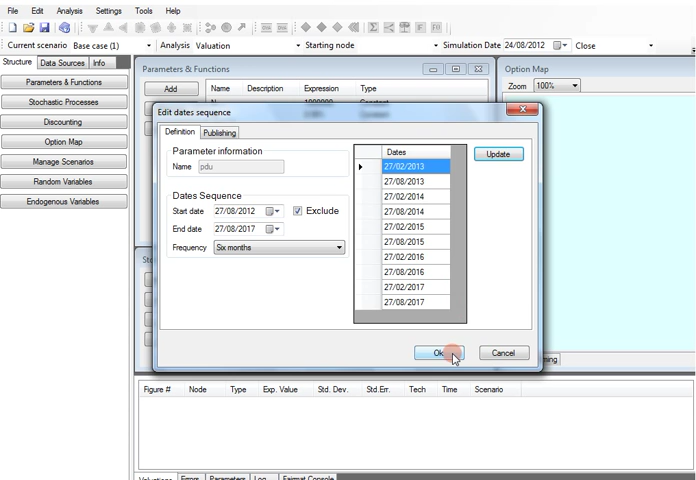 File Edit Analysis Settings Tools Help
Current scenario Base case (1) Analysis Valuation Starting node Simulation Date 24/08/2012 Close
Structure Data Sources Info
Parameters & Functions
Stochastic Processes
Discounting
Option Map
Manage Scenarios
Random Variables
Endogenous Variables
Parameters & Functions
Add
Name Description Expression Type
Option Map
Zoom 100%
Edit dates sequence
Definition Publishing
Parameter information
Name pdu
Dates Sequence
Start date 27/08/2012 Exclude
End date 27/08/2017
Frequency Six months
Dates
27/02/2013
27/08/2013
27/02/2014
27/08/2014
27/02/2015
27/08/2015
27/02/2016
27/08/2016
27/02/2017
27/08/2017
Update
Ok Cancel
Figure # Node Type Exp. Value Std. Dev. Std.Err. Tech Time Scenario
Valuations Errors Parameters Log Fairmat Console